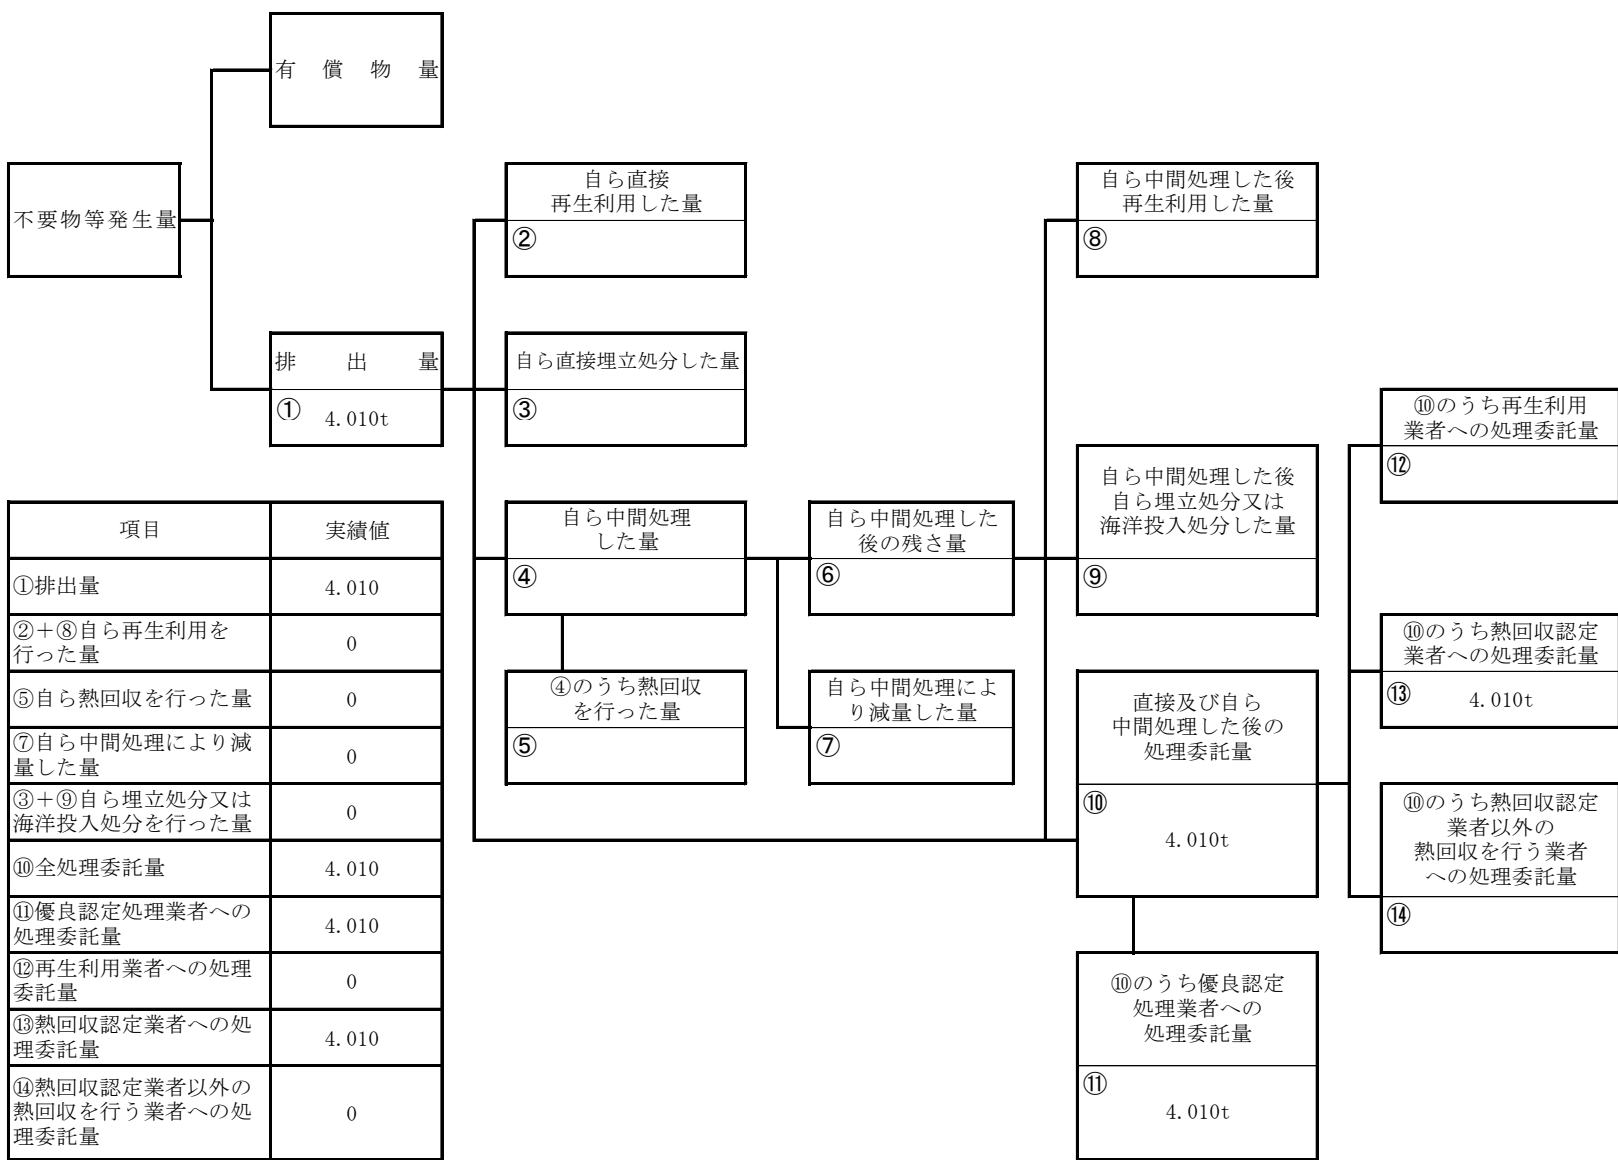 有償物量
不要物等発生量
排出量
① 4.010t
自ら直接
再生利用した量
②
自ら直接埋立処分した量
③
自ら中間処理
した量
④
④のうち熱回収
を行った量
⑤
自ら中間処理した
後の残さ量
⑥
自ら中間処理によ
り減量した量
⑦
自ら中間処理した後
再生利用した量
⑧
自ら中間処理した後
自ら埋立処分又は
海洋投入処分した量
⑨
直接及び自ら
中間処理した後の
処理委託量
⑩
4.010t
⑩のうち優良認定
処理業者への
処理委託量
⑪
4.010t
⑩のうち再生利用
業者への処理委託量
⑫
⑩のうち熱回収認定
業者への処理委託量
⑬ 4.010t
⑩のうち熱回収認定
業者以外の
熱回収を行う業者
への処理委託量
⑭
項目 実績値
①排出量 4.010
②＋⑧自ら再生利用を
行った量 0
⑤自ら熱回収を行った量 0
⑦自ら中間処理により減
量した量 0
③＋⑨自ら埋立処分又は
海洋投入処分を行った量 0
⑩全処理委託量 4.010
⑪優良認定処理業者への
処理委託量 4.010
⑫再生利用業者への処理
委託量 0
⑬熱回収認定業者への処
理委託量 4.010
⑭熱回収認定業者以外の
熱回収を行う業者への処
理委託量 0